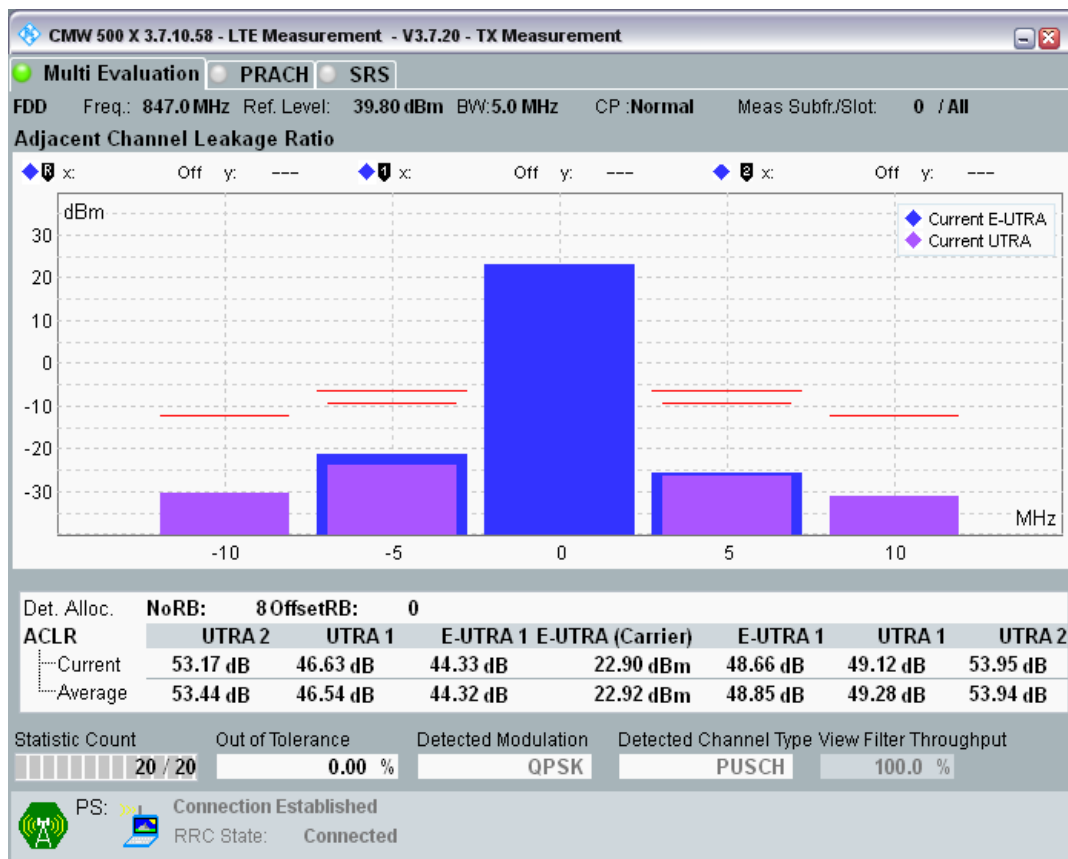 CMW 500 X 3.7.10.58 - LTE Measurement - V3.7.20 - TX Measurement
Multi Evaluation PRACH SRS
FDD Freq.: 847.0 MHz Ref. Level: 39.80 dBm BW:5.0 MHz CP :Normal Meas Subfr./Slot: 0 / All
Adjacent Channel Leakage Ratio
R x: Off y: --- 1 x: Off y: --- 2 x: Off y: ---
dBm
Current E-UTRA
Current UTRA
30
20
10
0
-10
-20
-30
MHz
-10 -5 0 5 10
Det. Alloc. NoRB: 8 OffsetRB: 0
ACLR UTRA 2 UTRA 1 E-UTRA 1 E-UTRA (Carrier) E-UTRA 1 UTRA 1 UTRA 2
Current 53.17 dB 46.63 dB 44.33 dB 22.90 dBm 48.66 dB 49.12 dB 53.95 dB
Average 53.44 dB 46.54 dB 44.32 dB 22.92 dBm 48.85 dB 49.28 dB 53.94 dB
Statistic Count Out of Tolerance Detected Modulation Detected Channel Type View Filter Throughput
20 / 20 0.00 % QPSK PUSCH 100.0 %
PS: Connection Established
RRC State: Connected